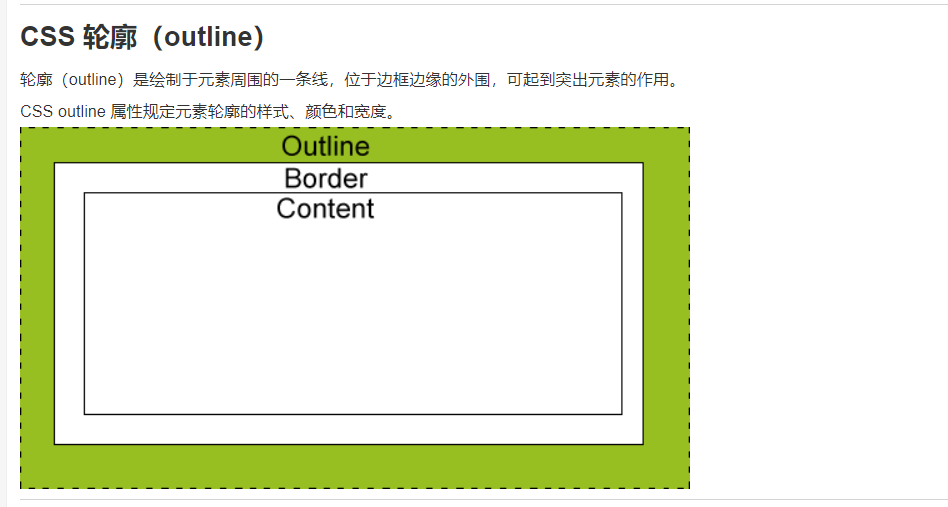 CSS 轮廓（outline）
轮廓（outline）是绘制于元素周围的一条线，位于边框边缘的外围，可起到突出元素的作用。
CSS outline 属性规定元素轮廓的样式、颜色和宽度。
Outline
Border
Content